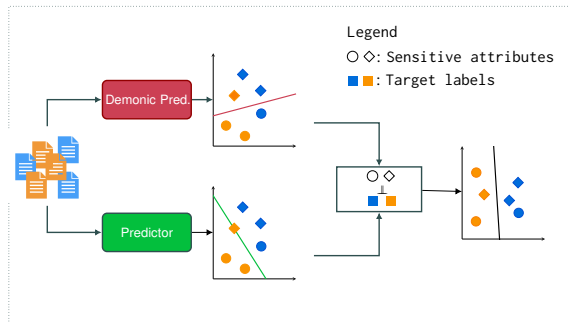 Legend
: Sensitive attributes
: Target labels
Demonic Pred.
⊥
Predictor